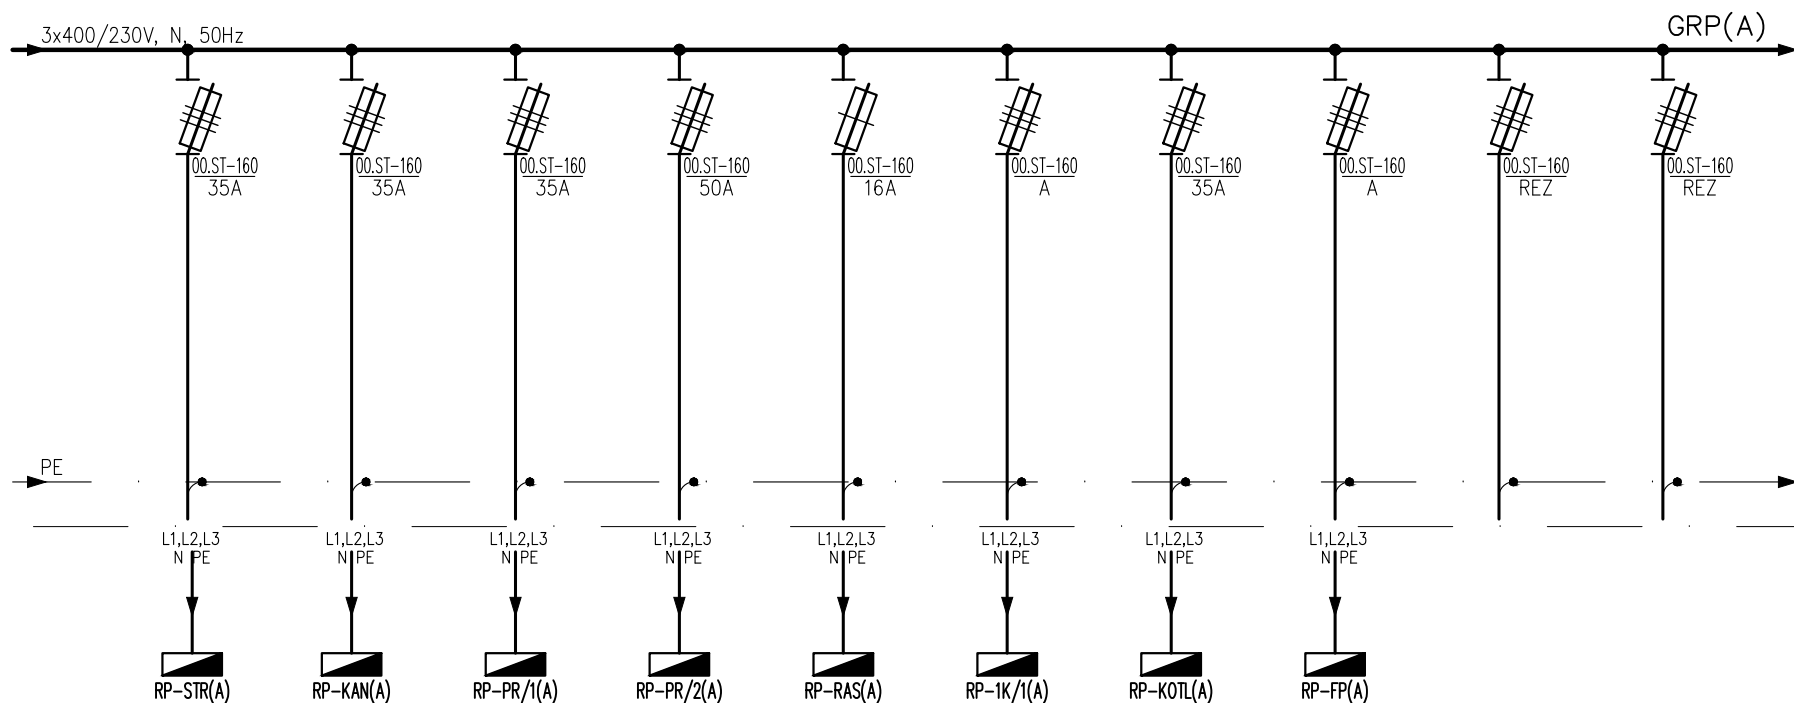 3x400/230V, N, 50Hz
GRP(A)
00.ST-160 00.ST-160 00.ST-160 00.ST-160 00.ST-160 00.ST-160 00.ST-160 00.ST-160 00.ST-160 00.ST-160
35A 35A 35A 50A 16A A 35A A REZ REZ
PE
L1,L2,L3 L1,L2,L3 L1,L2,L3 L1,L2,L3 L1,L2,L3 L1,L2,L3 L1,L2,L3 L1,L2,L3
N PE N PE N PE N PE N PE N PE N PE N PE
RP-STR(A) RP-KAN(A) RP-PR/1(A) RP-PR/2(A) RP-RAS(A) RP-1K/1(A) RP-KOTL(A) RP-FP(A)